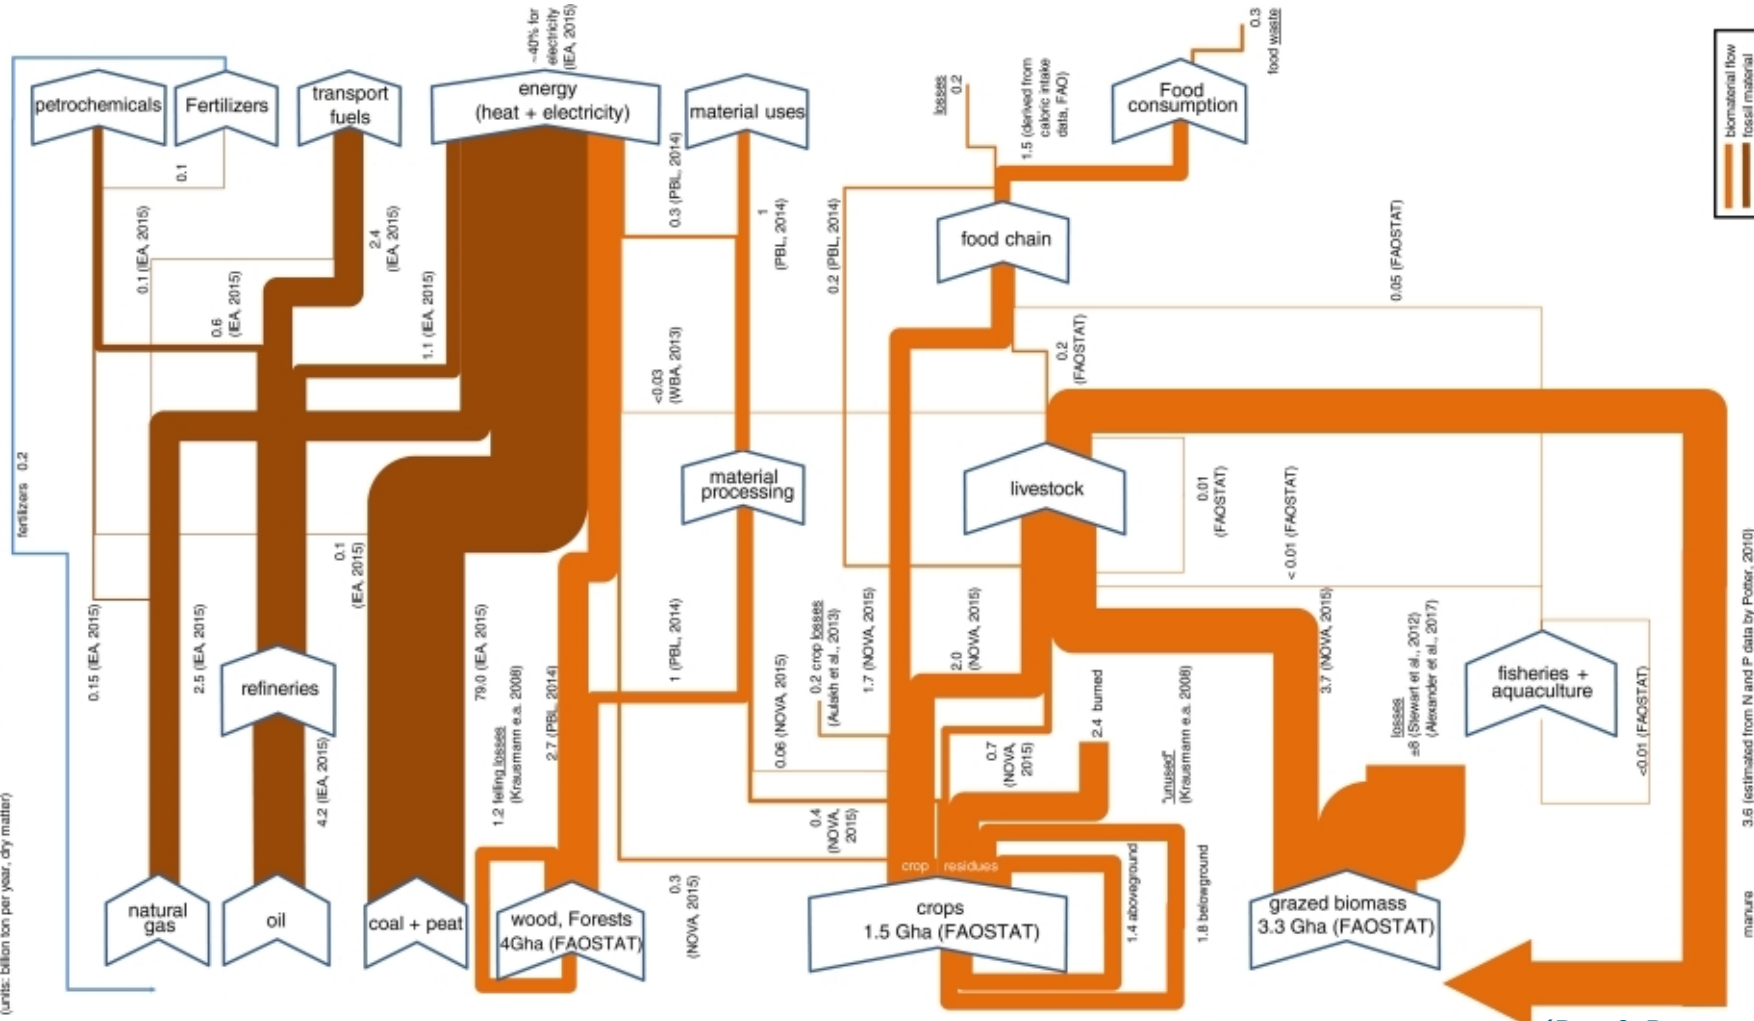 (units: billion ton per year, dry matter)
petrochemicals
Fertilizers
transport
fuels
energy
(heat + electricity)
~40% for
electricity
(IEA, 2015)
material uses
losses
0.2
1.5 (derived from
caloric intake
data, FAO)
Food
consumption
0.3
food waste
biomaterial flow
fossil material
0.1
0.1 (IEA, 2015)
2.4
(IEA, 2015)
0.6
(IEA, 2015)
1.1 (IEA, 2015)
0.3 (PBL, 2014)
1
(PBL, 2014)
0.2 (PBL, 2014)
food chain
0.05 (FAOSTAT)
0.2
(FAOSTAT)
<0.03
(WBA, 2013)
fertilizers 0.2
material
processing
livestock
0.01
(FAOSTAT)
< 0.01 (FAOSTAT)
0.1
(IEA, 2015)
0.15 (IEA, 2015)
2.5 (IEA, 2015)
refineries
4.2 (IEA, 2015)
79.0 (IEA, 2015)
1.2 felling losses
(Krausmann e.a. 2008)
2.7 (PBL, 2014)
1 (PBL, 2014)
0.06 (NOVA, 2015)
0.2 crop losses
(Aulakh et al., 2013)
1.7 (NOVA, 2015)
2.0
(NOVA, 2015)
0.7
(NOVA,
2015)
2.4 burned
"unused"
(Krausmann e.a. 2008)
3.7 (NOVA, 2015)
losses
±8 (Stewart et al., 2012)
(Alexander et al., 2017)
fisheries +
aquaculture
<0.01 (FAOSTAT)
0.4
(NOVA,
2015)
0.3
(NOVA, 2015)
crop residues
1.4 aboveground
1.8 belowground
natural
gas
oil
coal + peat
wood, Forests
4Gha (FAOSTAT)
crops
1.5 Gha (FAOSTAT)
grazed biomass
3.3 Gha (FAOSTAT)
manure 3.6 (estimated from N and P data by Potter, 2010)